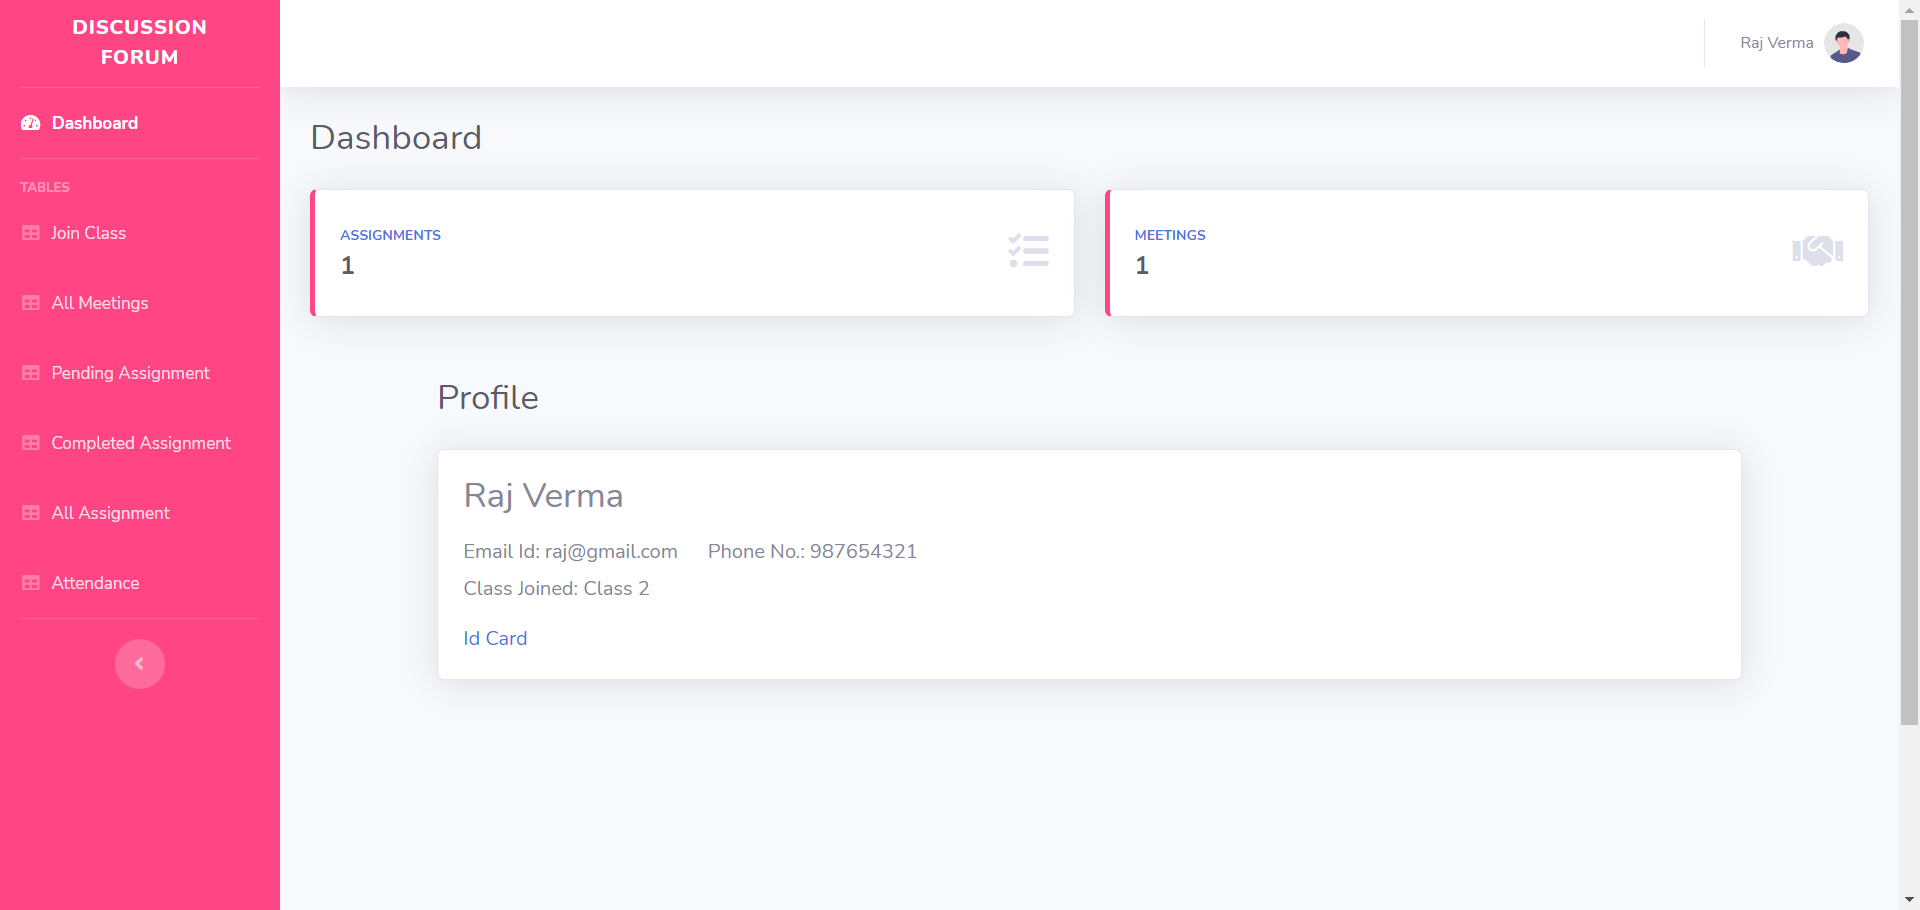 DISCUSSION
FORUM
Dashboard
TABLES
Join Class
All Meetings
Pending Assignment
Completed Assignment
All Assignment
Attendance
Raj Verma
Dashboard
ASSIGNMENTS
1
MEETINGS
1
Profile
Raj Verma
Email Id: raj@gmail.com Phone No.: 987654321
Class Joined: Class 2
Id Card